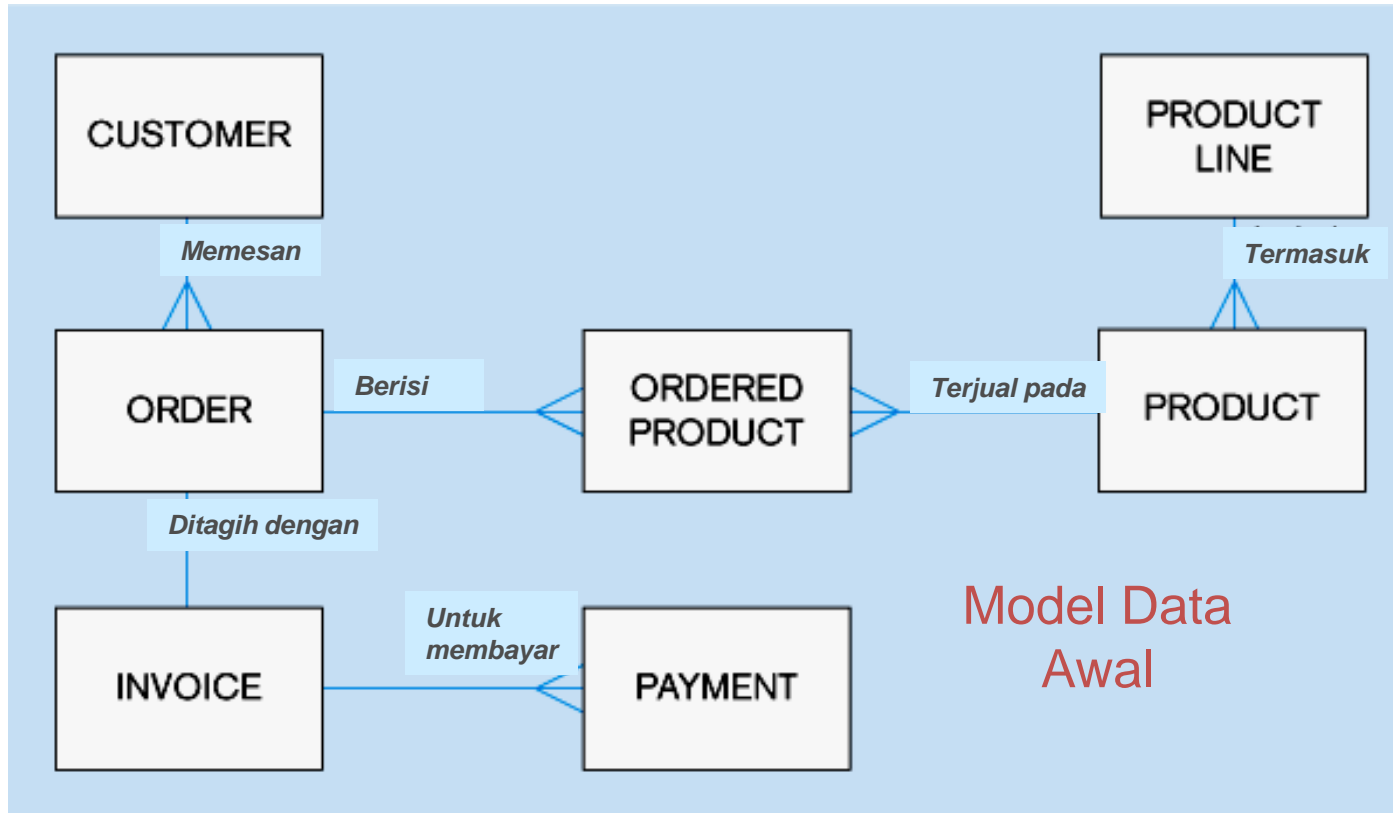 CUSTOMER
PRODUCT
LINE
Memesan
Termasuk
ORDER
Berisi
ORDERED
PRODUCT
Terjual pada
PRODUCT
Ditagih dengan
INVOICE
Untuk
membayar
PAYMENT
Model Data
Awal